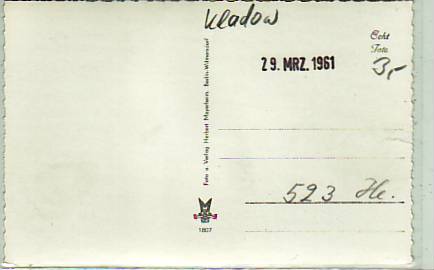 Kladow
Echt
Foto
29. MRZ. 1961
3,-
Foto u. Verlag Herbert Meyerheim, Berlin-Wilmersdorf
523 He.
1807